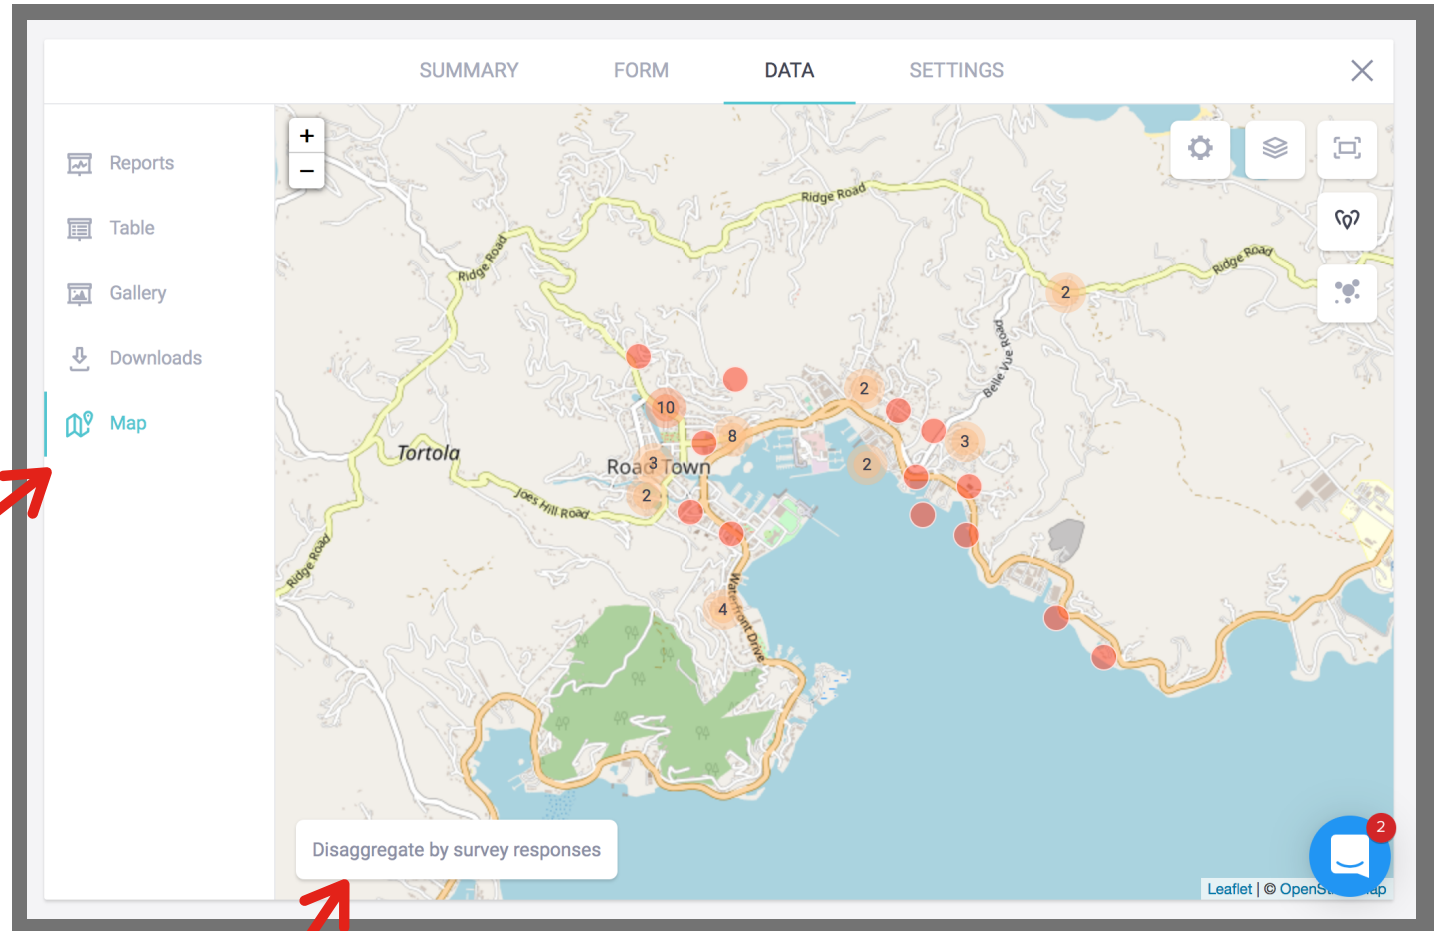 SUMMARY
FORM
DATA
SETTINGS
Reports
Table
Gallery
Downloads
Map
+
−
Ridge Road
Ridge Road
Ridge Road
2
Belle Vue Road
10
2
8
3
Tortola
Road Town
3
2
2
Joes Hill Road
Ridge Road
4
Waterfront Drive
Disaggregate by survey responses
2
Leaflet | ©